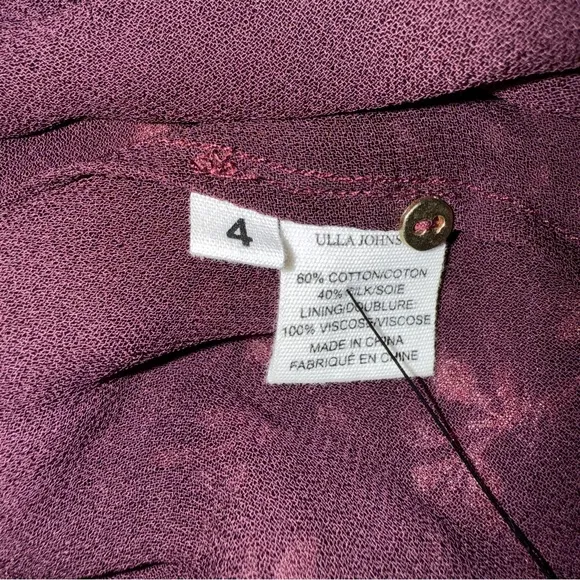 4
ULLA JOHNS
60% COTTON/COTON
40% SILK/SOIE
LINING/DOUBLURE:
100% VISCOSE/VISCOSE
MADE IN CHINA
FABRIQUÉ EN CHINE